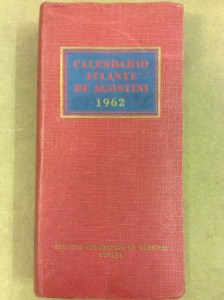 CALENDARIO
ATLANTE
DE AGOSTINI
1962
ISTITUTO GEOGRAFICO DE AGOSTINI
NOVARA